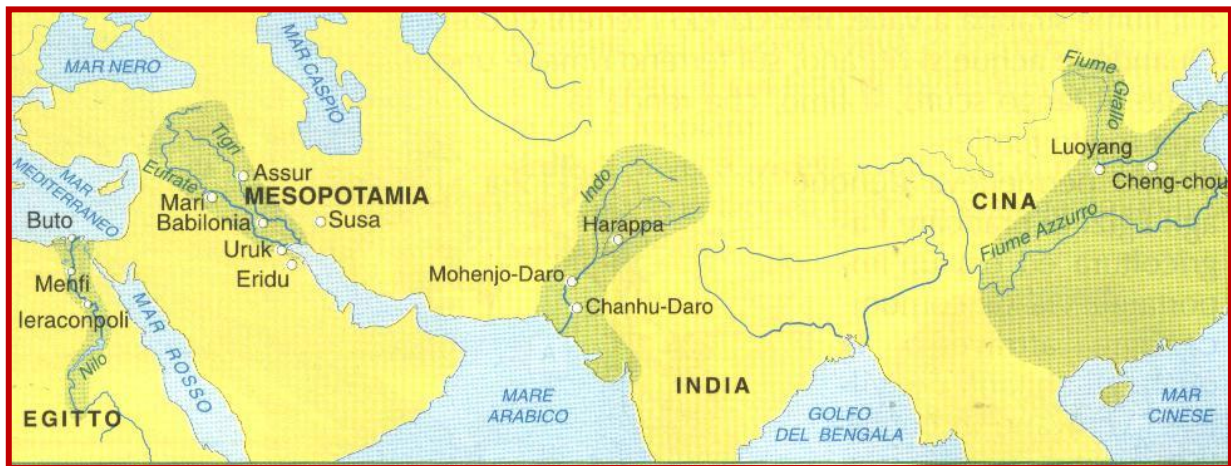 MAR NERO
MAR CASPIO
MAR
MEDITERRANEO
Tigri
Eufrate
Assur
MESOPOTAMIA
Mari
Babilonia
Susa
Uruk
Eridu
Buto
Menfi
Ieraconpoli
Nilo
EGITTO
MAR ROSSO
Indo
Harappa
Mohenjo-Daro
Chanhu-Daro
MARE
ARABICO
INDIA
GOLFO
DEL BENGALA
Fiume Giallo
Luoyang
Cheng-chou
CINA
Fiume Azzurro
MAR
CINESE